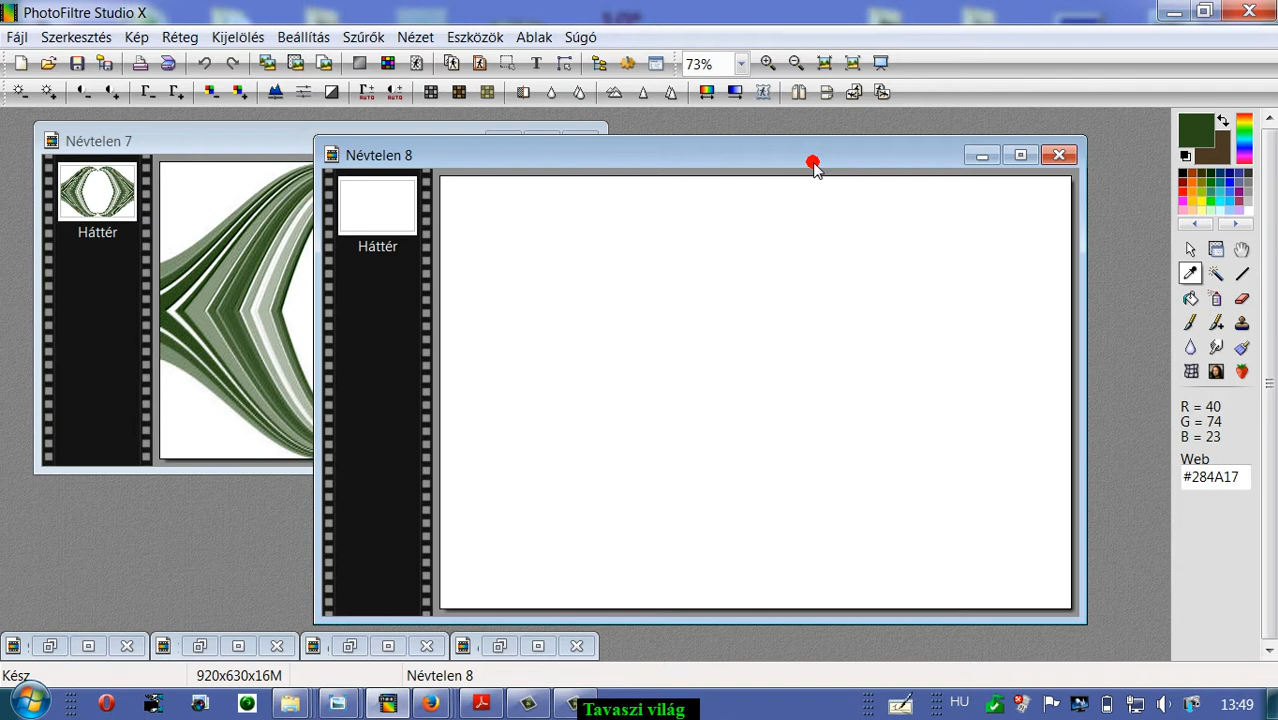 PhotoFiltre Studio X
Fájl Szerkesztés Kép Réteg Kijelölés Beállítás Szűrők Nézet Eszközök Ablak Súgó
73%
Névtelen 7
Névtelen 8
Háttér
Háttér
R = 40
G = 74
B = 23
Web
#284A17
Kész 920x630x16M Névtelen 8
Tavaszi világ
HU 13:49